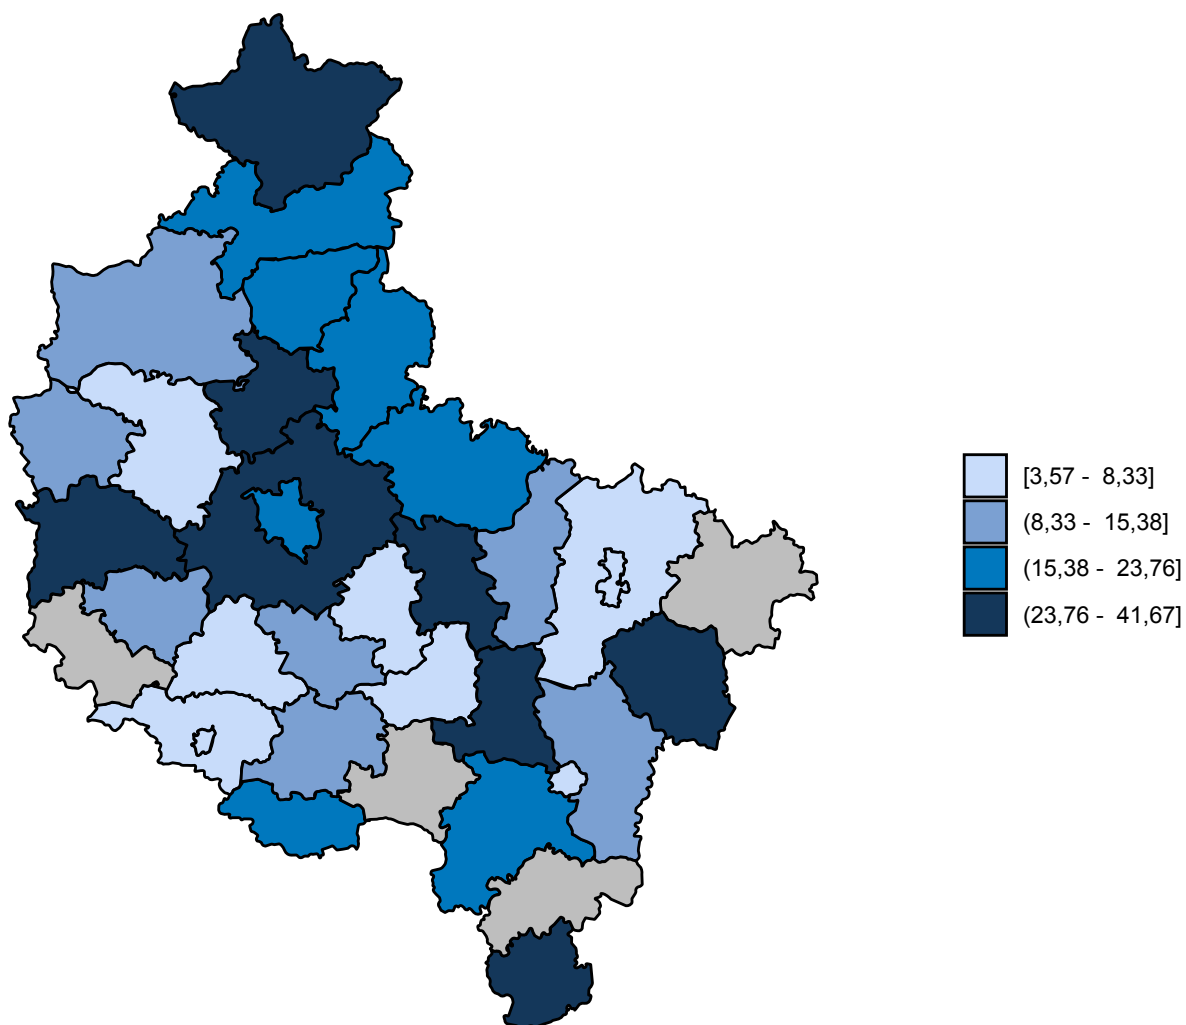 [3,57 - 8,33]
(8,33 - 15,38]
(15,38 - 23,76]
(23,76 - 41,67]